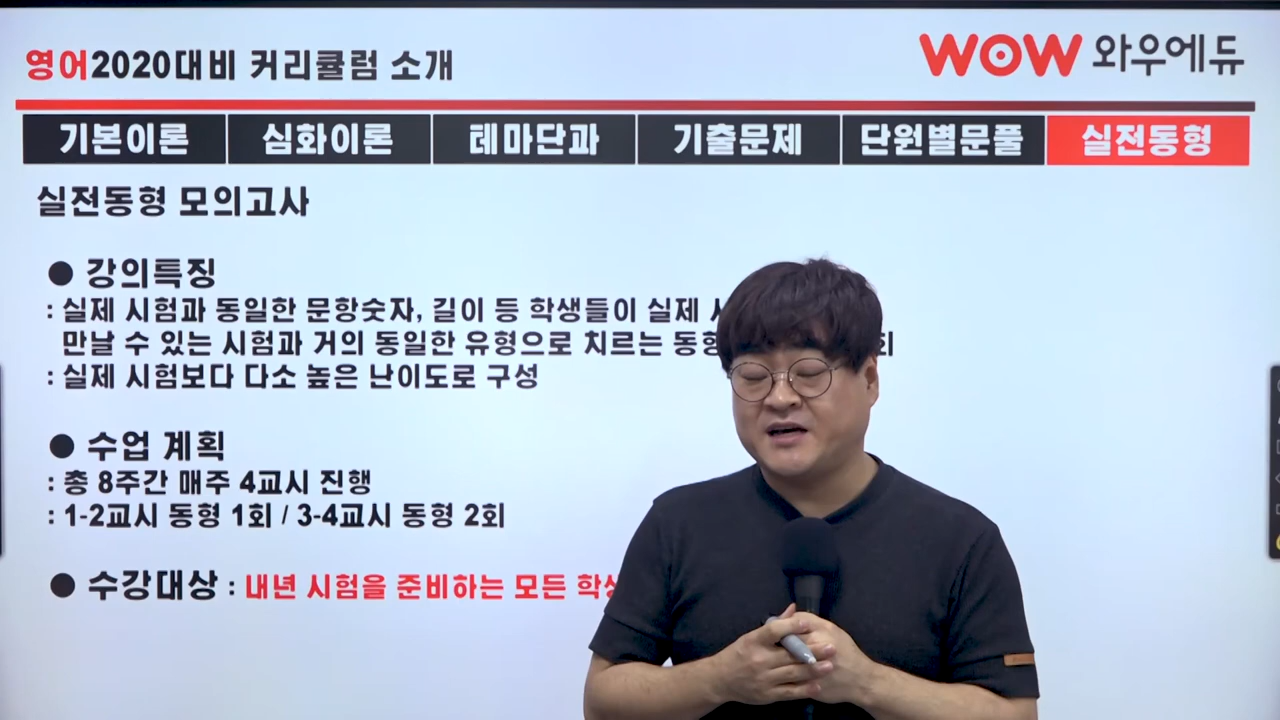 영어2020대비 커리큘럼 소개
WOW 와우에듀
기본이론 심화이론 테마단과 기출문제 단원별문풀 실전동형
실전동형 모의고사
● 강의특징
: 실제 시험과 동일한 문항숫자, 길이 등 학생들이 실제
만날 수 있는 시험과 거의 동일한 유형으로 치르는 회
: 실제 시험보다 다소 높은 난이도로 구성
● 수업 계획
: 총 8주간 매주 4교시 진행
: 1-2교시 동형 1회 / 3-4교시 동형 2회
● 수강대상 : 내년 시험을 준비하는 모든